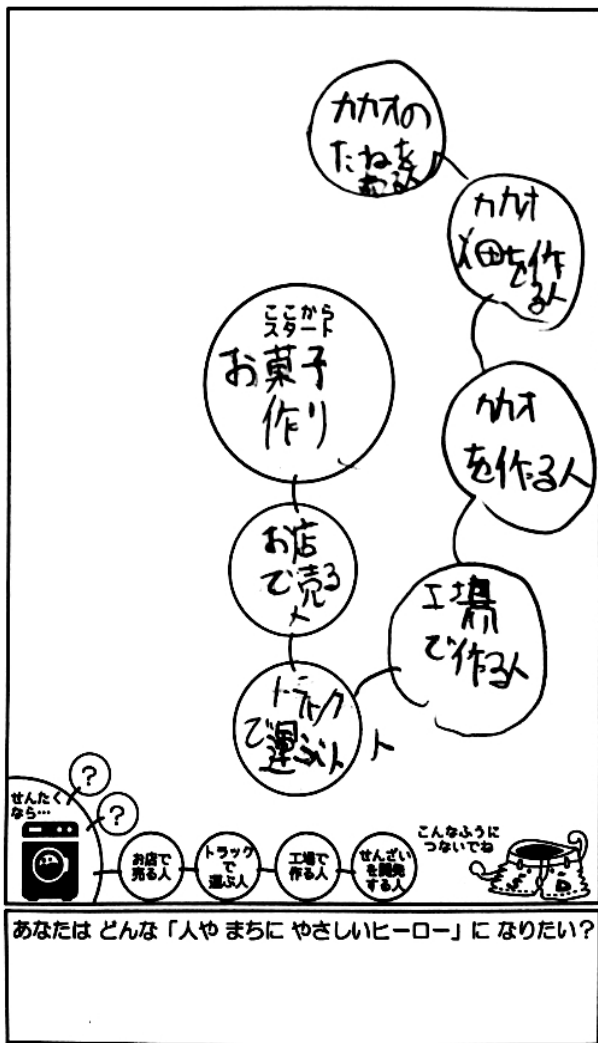 カカオの
たねを
カカオ
畑を作
る人
ここから
スタート
お菓子
作り
カカオ
を作る人
お店
で売る
人
工場
で作る人
トラック
で運ぶ人
せんたく
なら…
?
?
お店で
売る人
トラック
で
運ぶ人
工場で
作る人
せんざい
を開発
する人
こんなふうに
つないでね
あなたは どんな「人や まちに やさしいヒーロー」に なりたい?